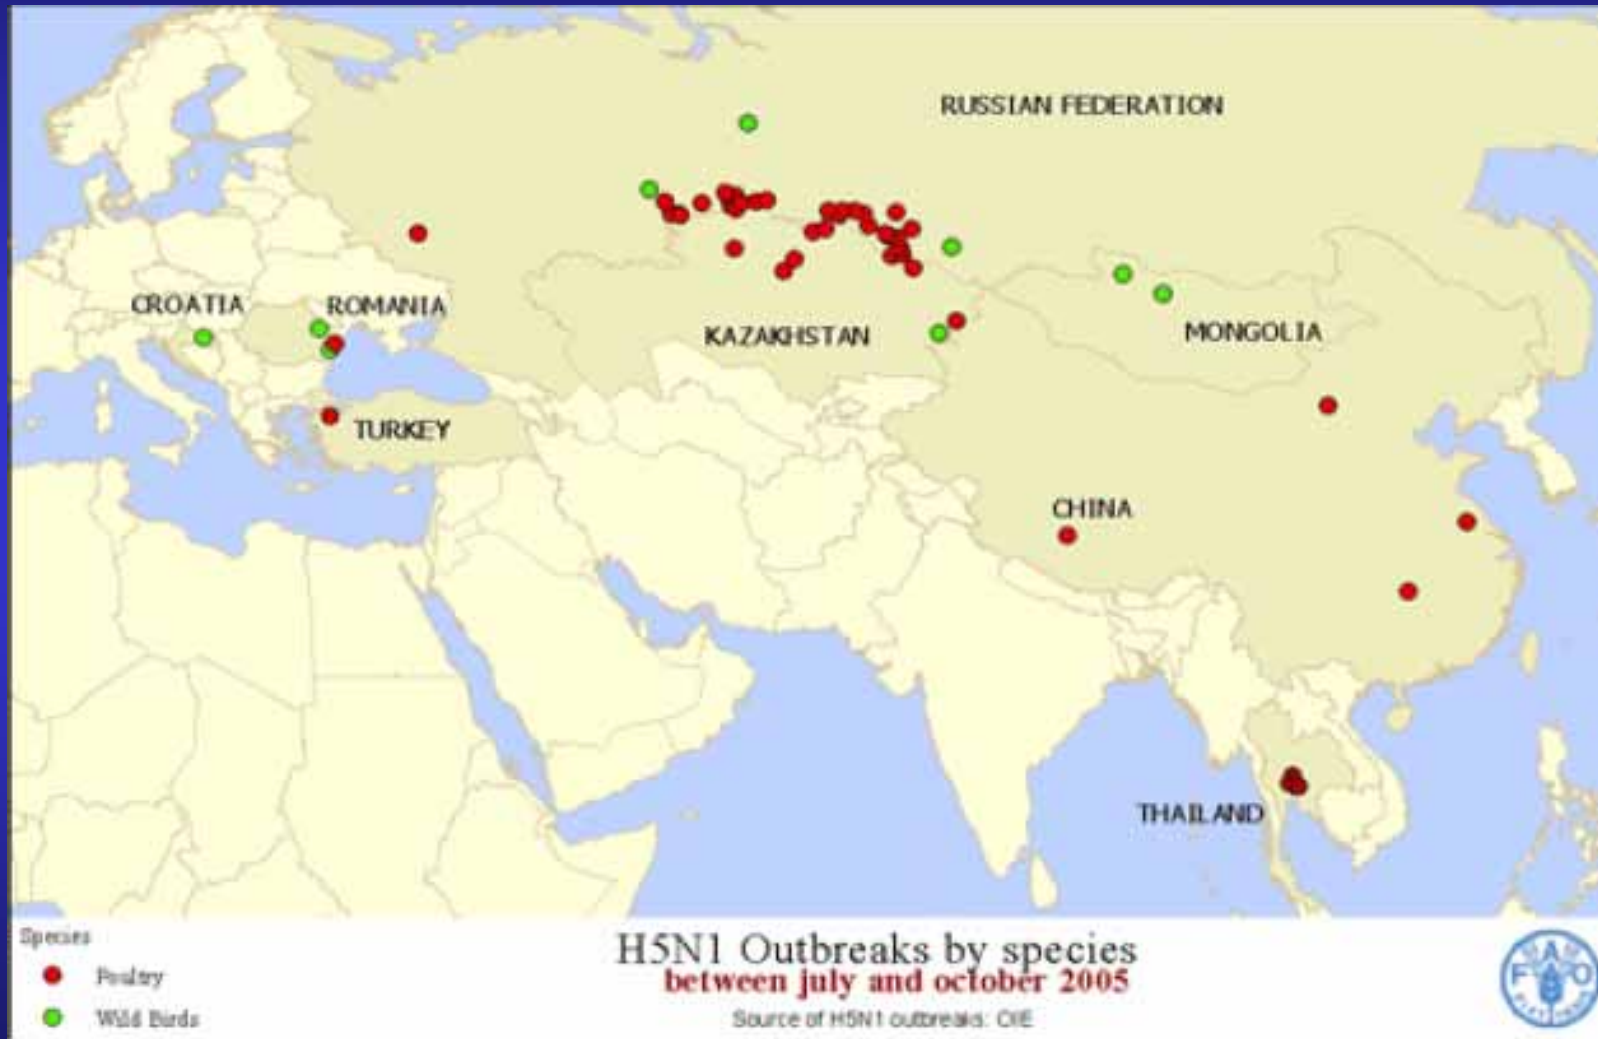 RUSSIAN FEDERATION
CROATIA
ROMANIA
KAZAKHSTAN
MONGOLIA
TURKEY
CHINA
THAILAND
Species
Poultry
Wild Birds
H5N1 Outbreaks by species
between july and october 2005
Source of H5N1 outbreaks: OIE
F A O